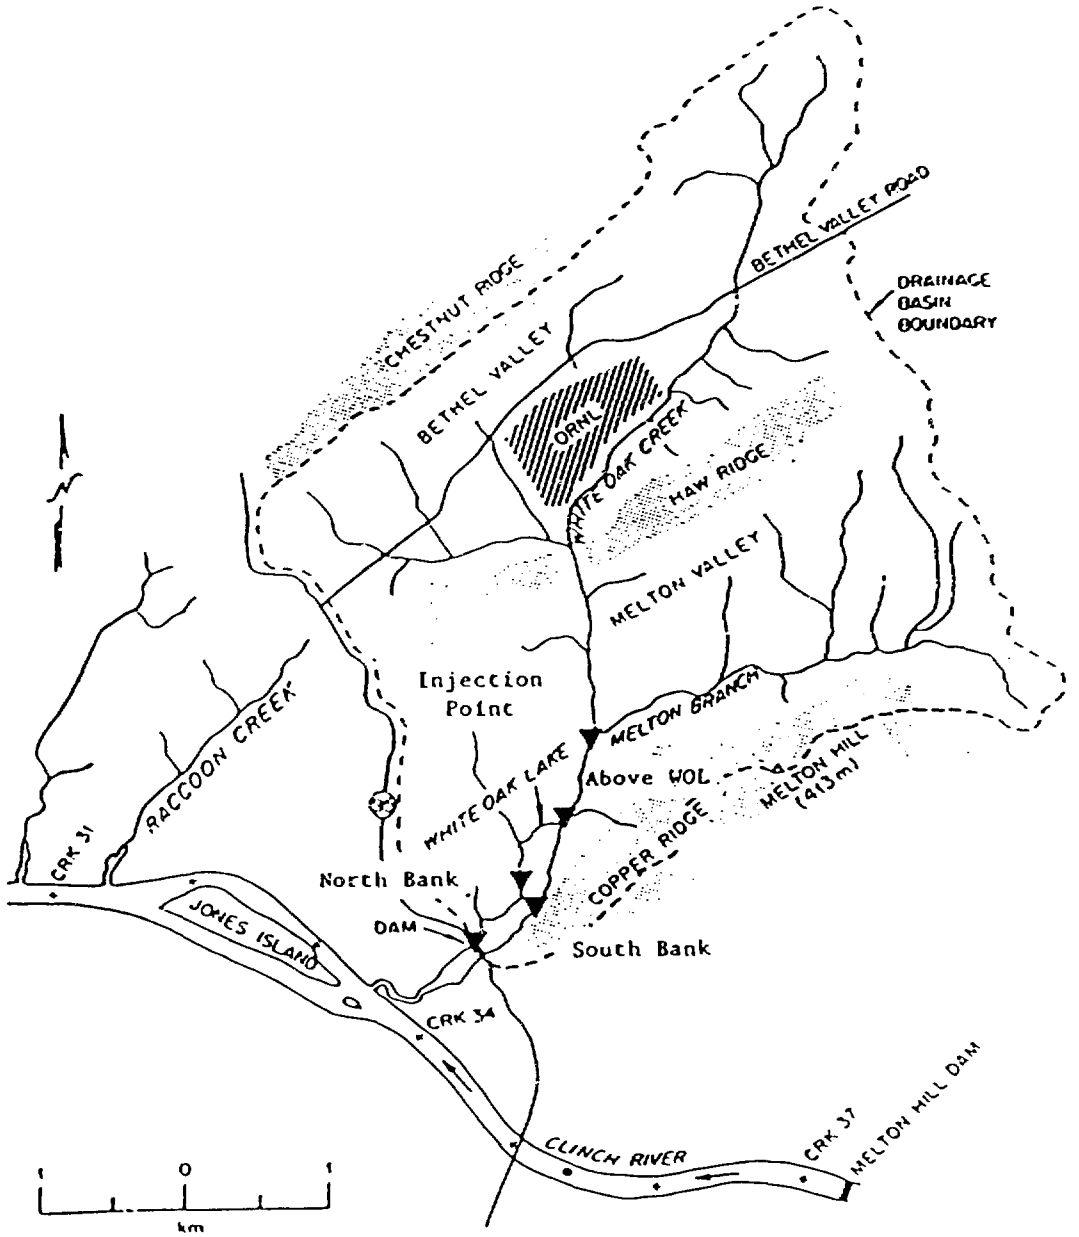 BETHEL VALLEY ROAD
CHESTNUT RIDGE
DRAINAGE
BASIN
BOUNDARY
BETHEL VALLEY
ORNL
WHITE OAK CREEK
HAW RIDGE
MELTON VALLEY
N
Injection
Point
MELTON BRANCH
RACCOON CREEK
WHITE OAK LAKE
Above WOL
MELTON HILL
(413m)
COPPER RIDGE
CRK 31
North Bank
JONES ISLAND
DAM
South Bank
CRK 34
MELTON HILL DAM
CRK 37
CLINCH RIVER
1 0 1
km